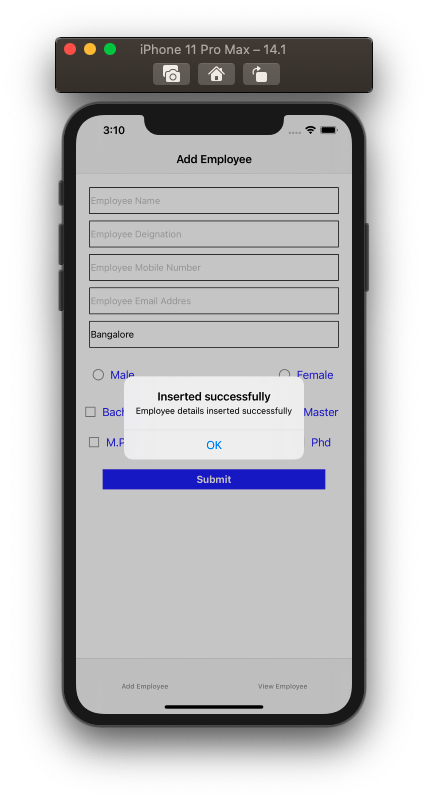 iPhone 11 Pro Max – 14.1
3:10
Add Employee
Employee Name
Employee Deignation
Employee Mobile Number
Employee Email Addres
Bangalore
Male Female
Inserted successfully
Employee details inserted successfully
Bach Master
OK
M.P Phd
Submit
Add Employee View Employee